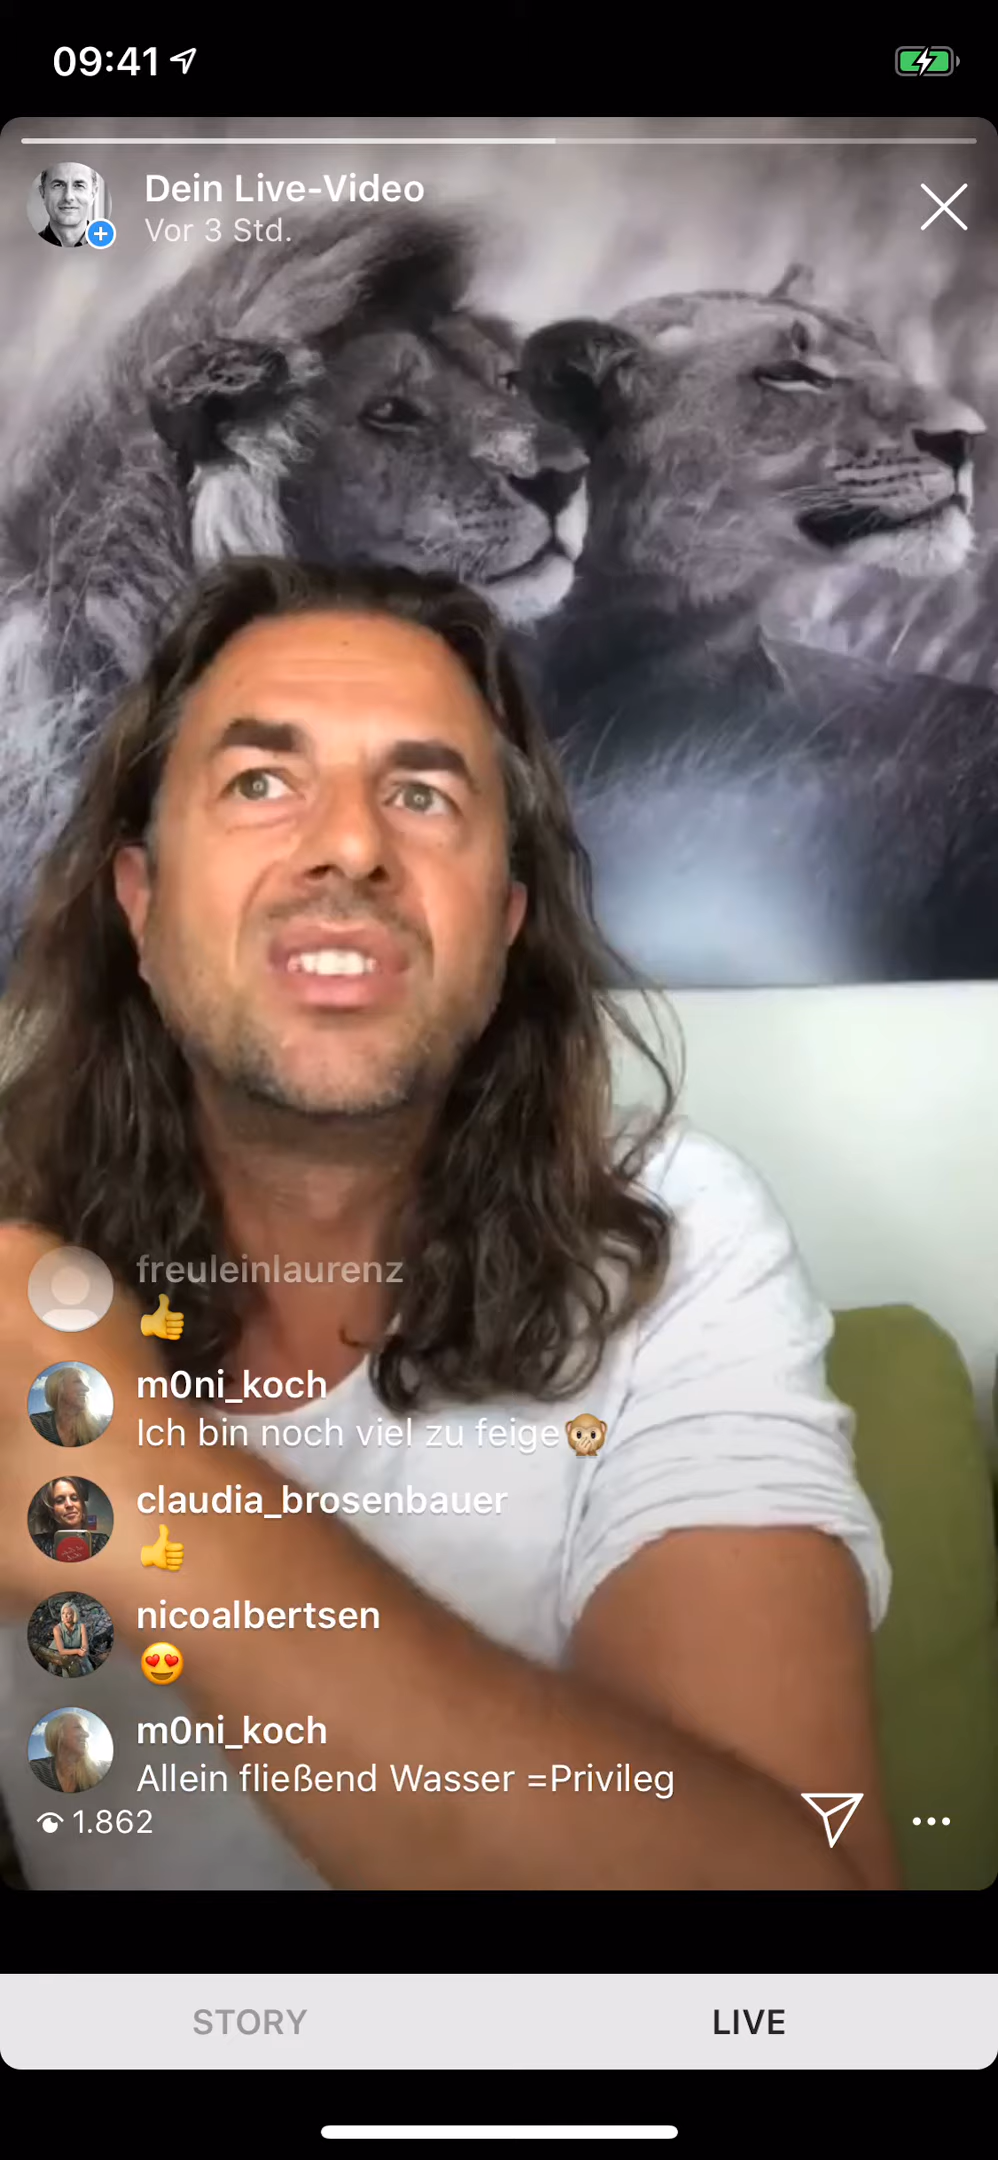 09:41
Dein Live-Video
Vor 3 Std.
freuleinlaurenz
👍
m0ni_koch
Ich bin noch viel zu feige🙊
claudia_brosenbauer
👍
nicoalbertsen
😍
m0ni_koch
Allein fließend Wasser =Privileg
1.862
STORY
LIVE